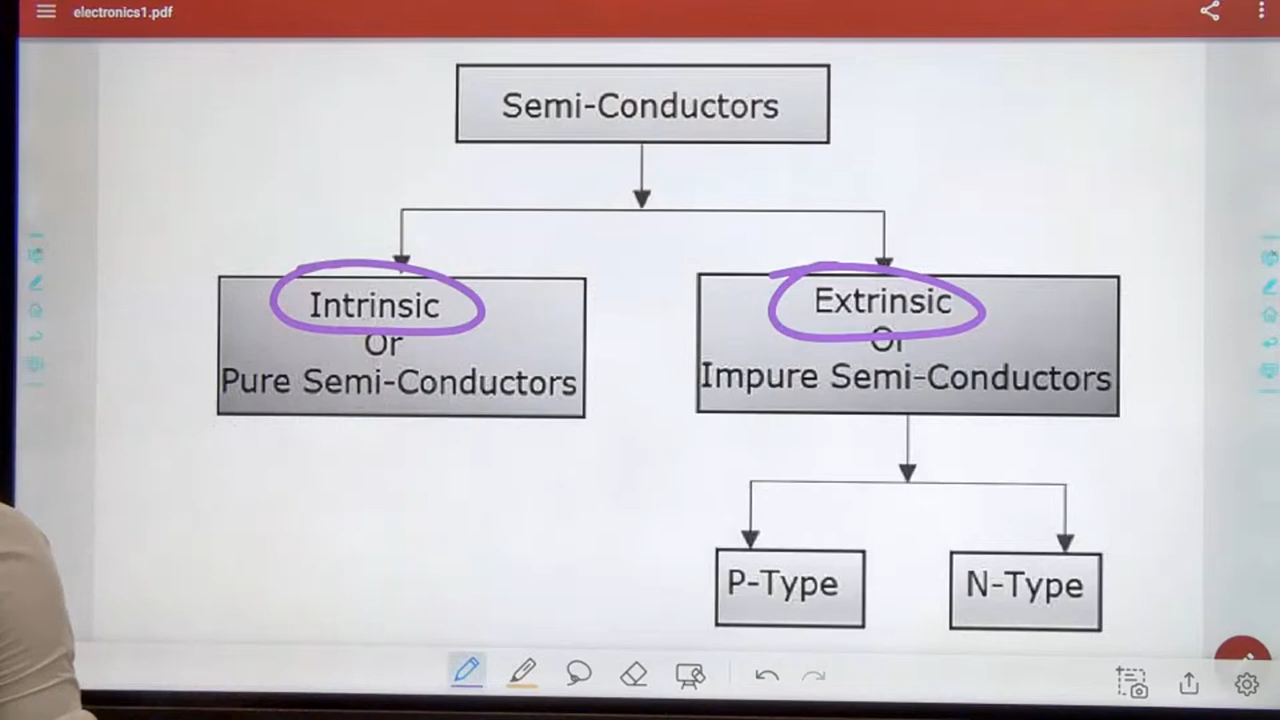 electronics1.pdf
Semi-Conductors
Intrinsic
Or
Pure Semi-Conductors
Extrinsic
Or
Impure Semi-Conductors
P-Type
N-Type